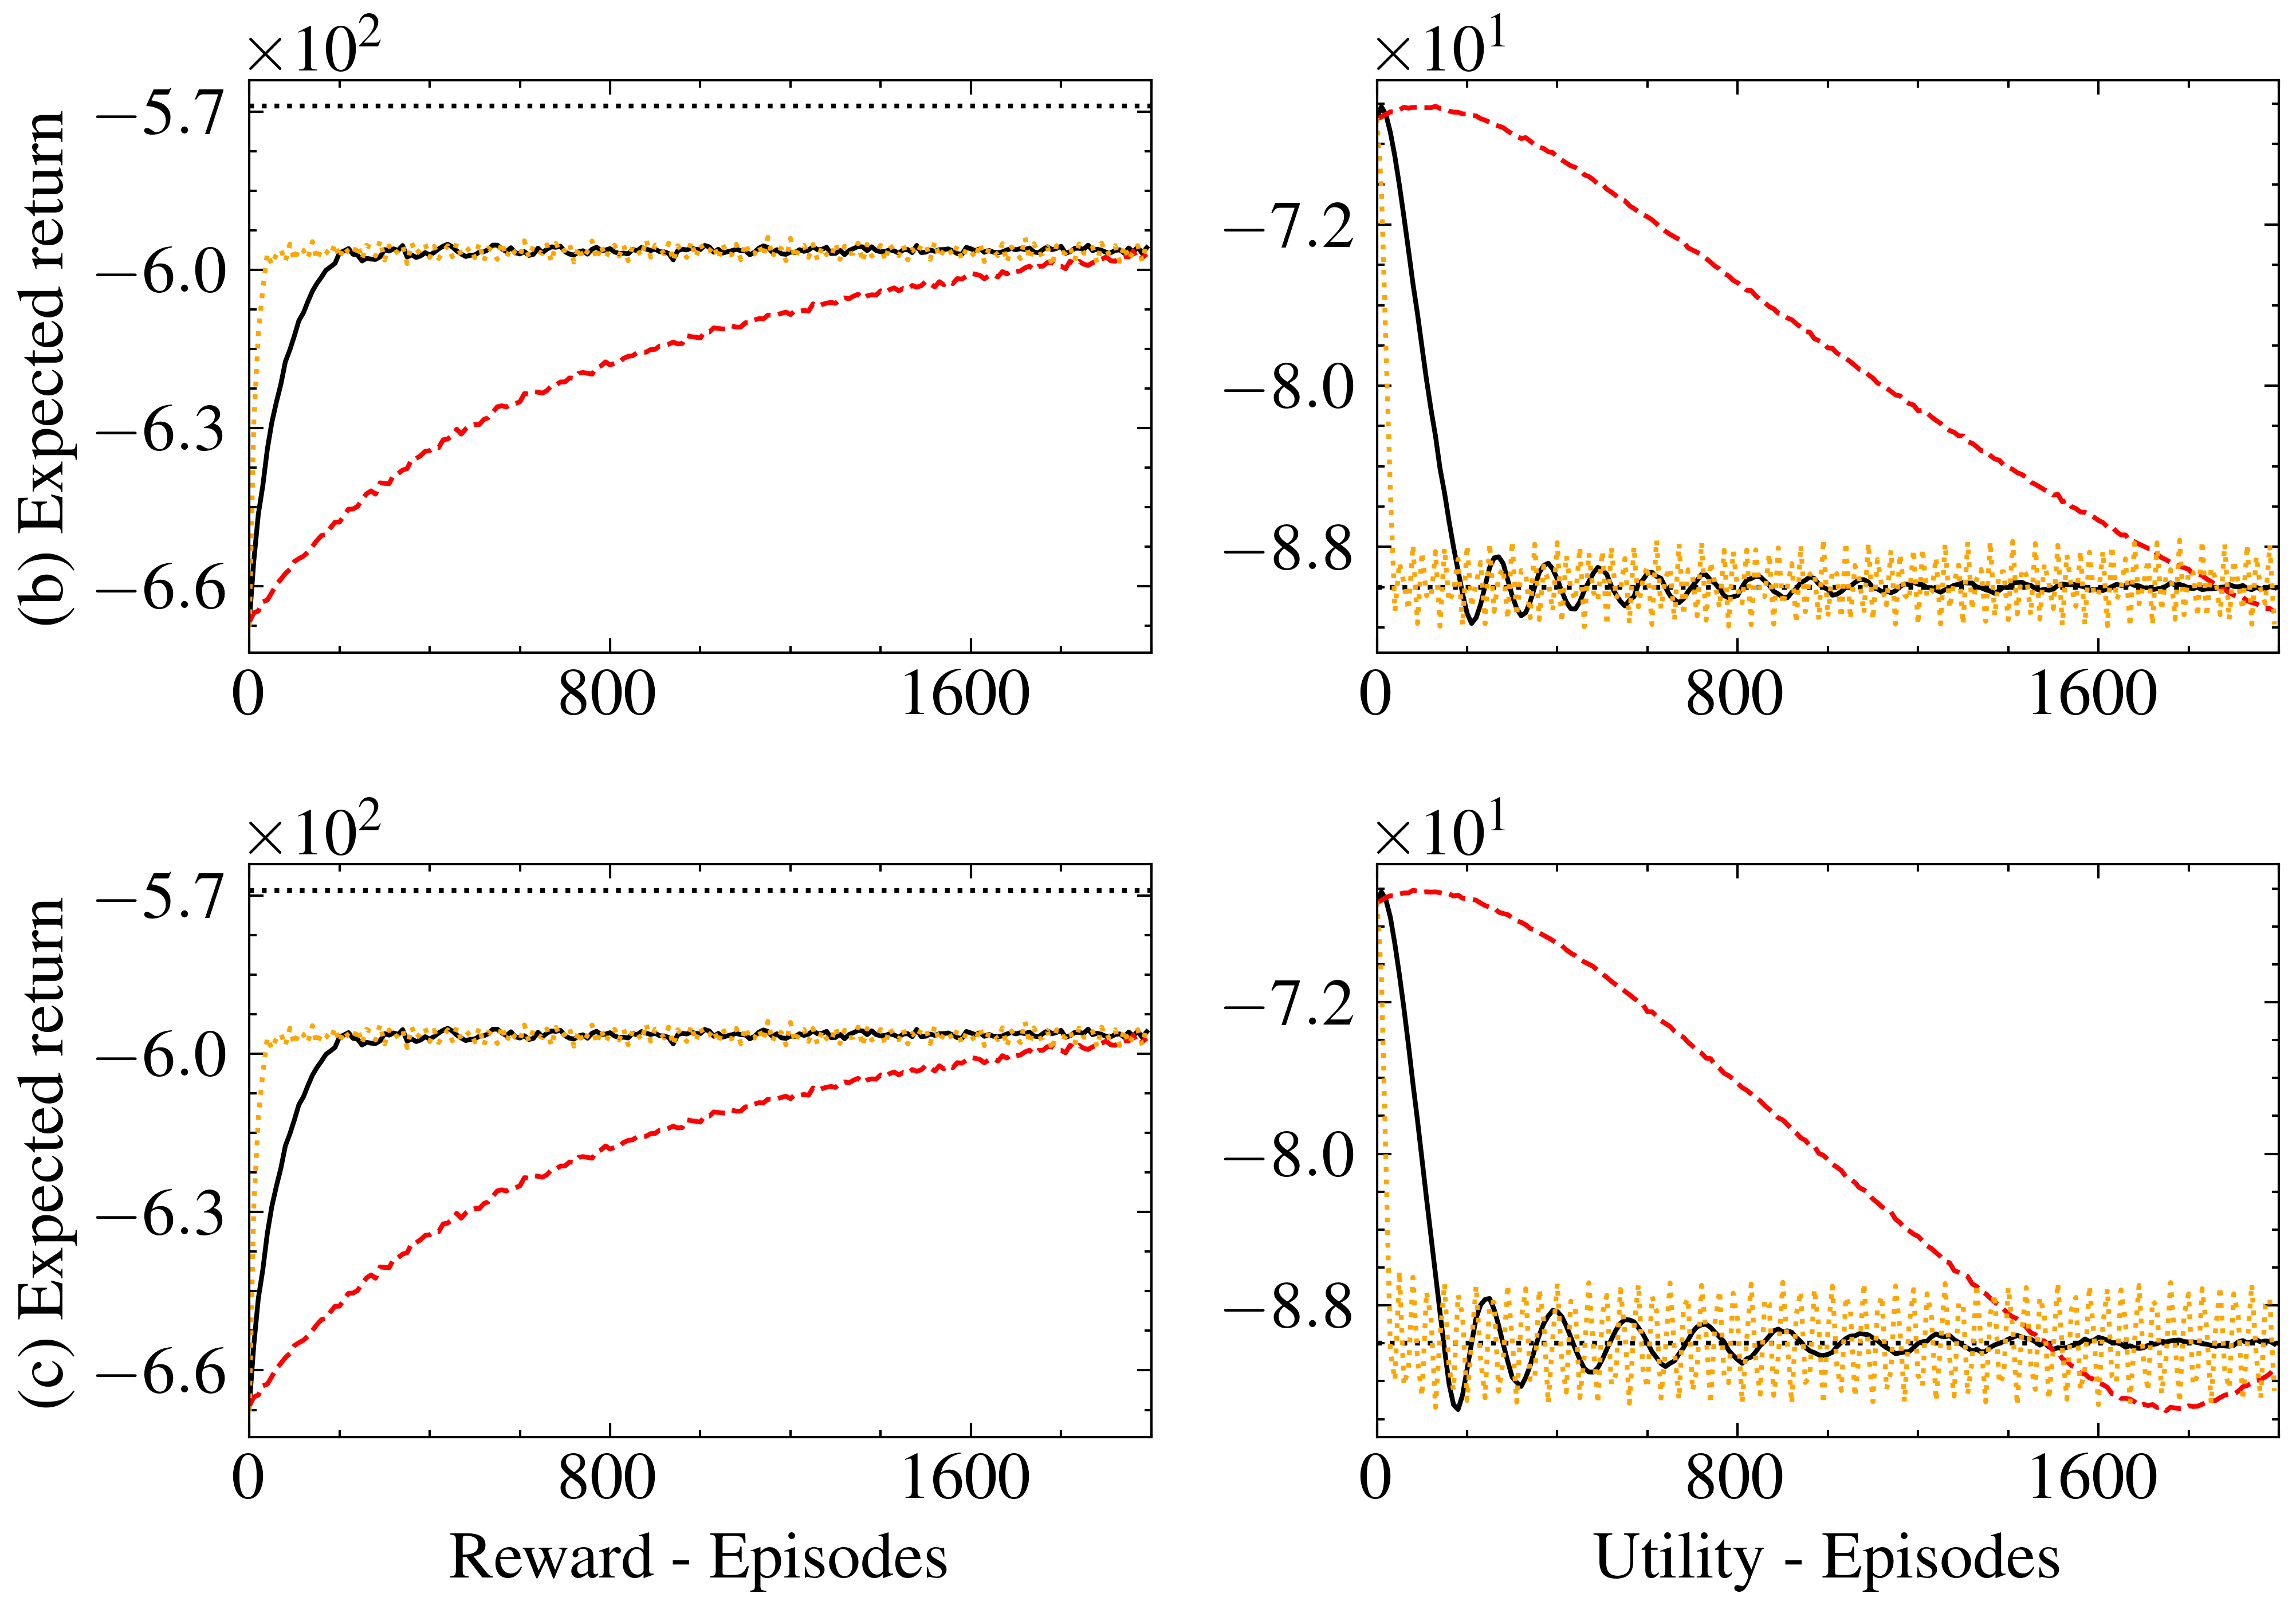 ×10²
−5.7
−6.0
−6.3
−6.6
0 800 1600
(b) Expected return
×10¹
−7.2
−8.0
−8.8
0 800 1600
×10²
−5.7
−6.0
−6.3
−6.6
0 800 1600
(c) Expected return
Reward - Episodes
×10¹
−7.2
−8.0
−8.8
0 800 1600
Utility - Episodes